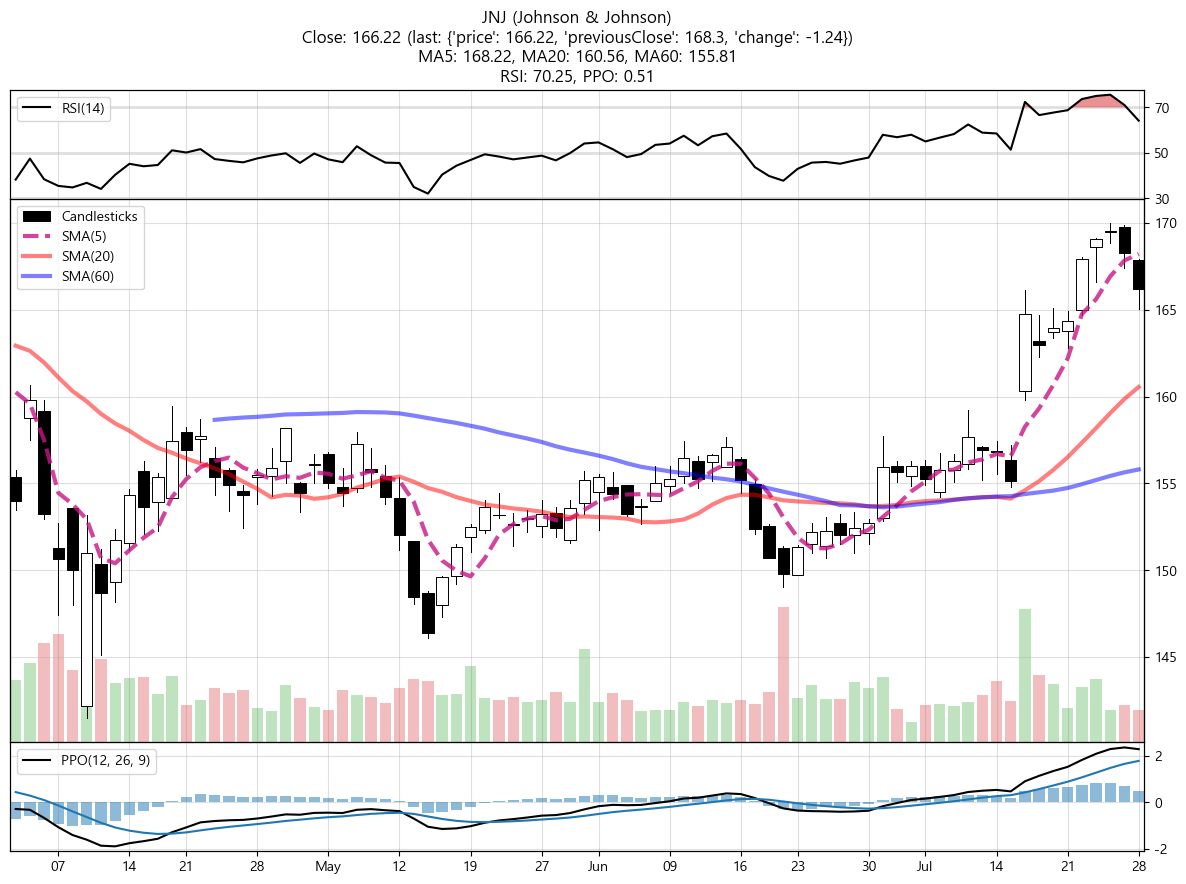 JNJ (Johnson & Johnson)
Close: 166.22 (last: {'price': 166.22, 'previousClose': 168.3, 'change': -1.24})
MA5: 168.22, MA20: 160.56, MA60: 155.81
RSI: 70.25, PPO: 0.51
RSI(14)
70
50
30
Candlesticks
SMA(5)
SMA(20)
SMA(60)
170
165
160
155
150
145
PPO(12, 26, 9)
2
0
-2
07 14 21 28 May 12 19 27 Jun 09 16 23 30 Jul 14 21 28